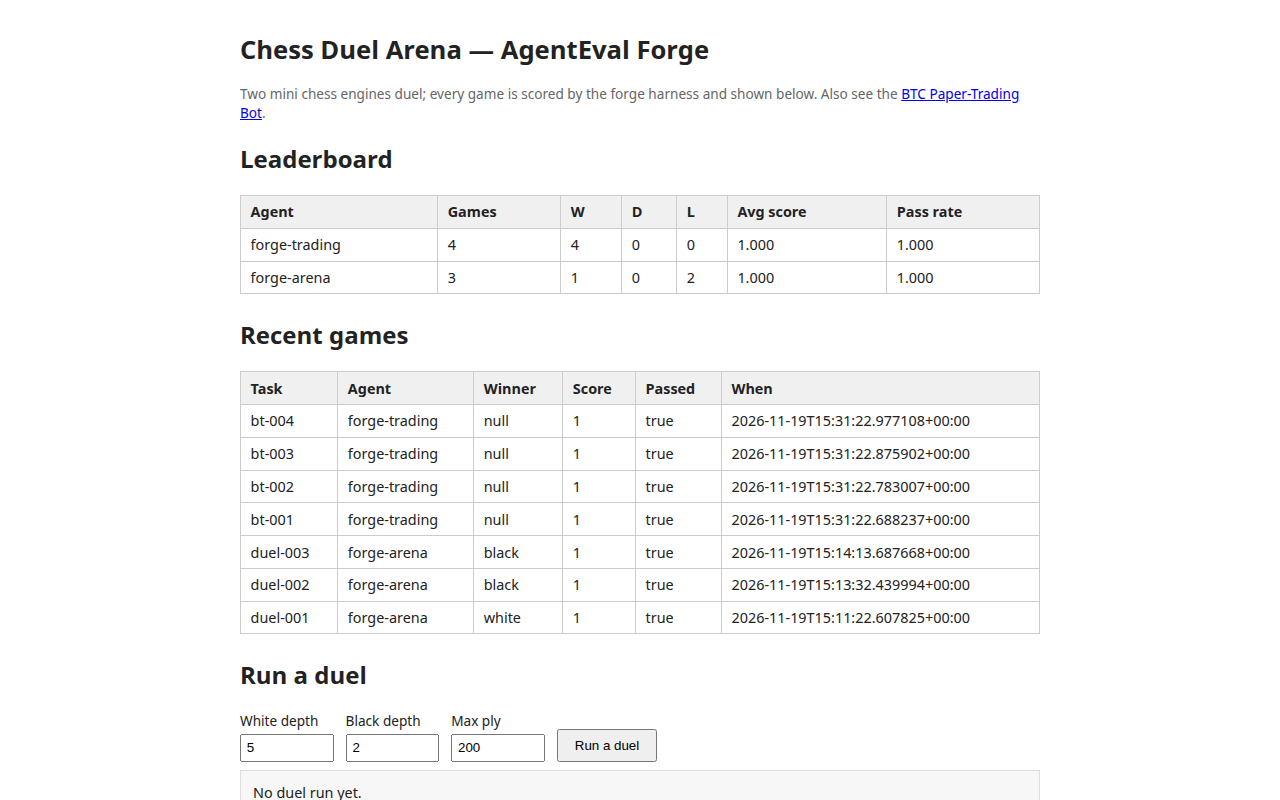 Chess Duel Arena — AgentEval Forge
Two mini chess engines duel; every game is scored by the forge harness and shown below. Also see the BTC Paper-Trading
Bot.
Leaderboard
Agent Games W D L Avg score Pass rate
forge-trading 4 4 0 0 1.000 1.000
forge-arena 3 1 0 2 1.000 1.000
Recent games
Task Agent Winner Score Passed When
bt-004 forge-trading null 1 true 2026-11-19T15:31:22.977108+00:00
bt-003 forge-trading null 1 true 2026-11-19T15:31:22.875902+00:00
bt-002 forge-trading null 1 true 2026-11-19T15:31:22.783007+00:00
bt-001 forge-trading null 1 true 2026-11-19T15:31:22.688237+00:00
duel-003 forge-arena black 1 true 2026-11-19T15:14:13.687668+00:00
duel-002 forge-arena black 1 true 2026-11-19T15:13:32.439994+00:00
duel-001 forge-arena white 1 true 2026-11-19T15:11:22.607825+00:00
Run a duel
White depth Black depth Max ply
5 2 200 Run a duel
No duel run yet.